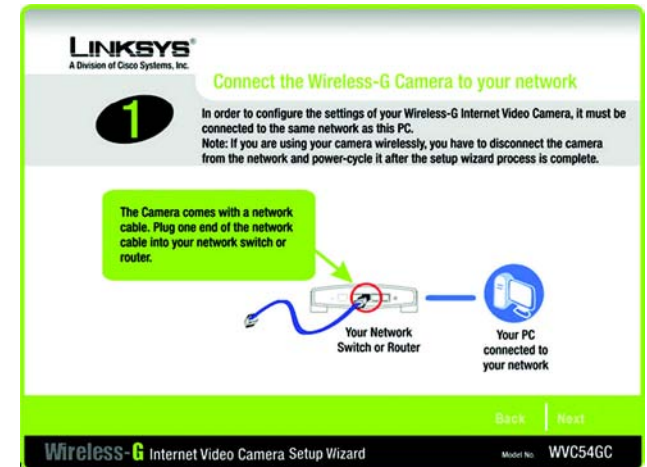 LINKSYS®
A Division of Cisco Systems, Inc.
Connect the Wireless-G Camera to your network
1
In order to configure the settings of your Wireless-G Internet Video Camera, it must be
connected to the same network as this PC.
Note: If you are using your camera wirelessly, you have to disconnect the camera
from the network and power-cycle it after the setup wizard process is complete.
The Camera comes with a network
cable. Plug one end of the network
cable into your network switch or
router.
Your Network
Switch or Router
Your PC
connected to
your network
Back
Next
Wireless-G Internet Video Camera Setup Wizard
Model No. WVC54GC